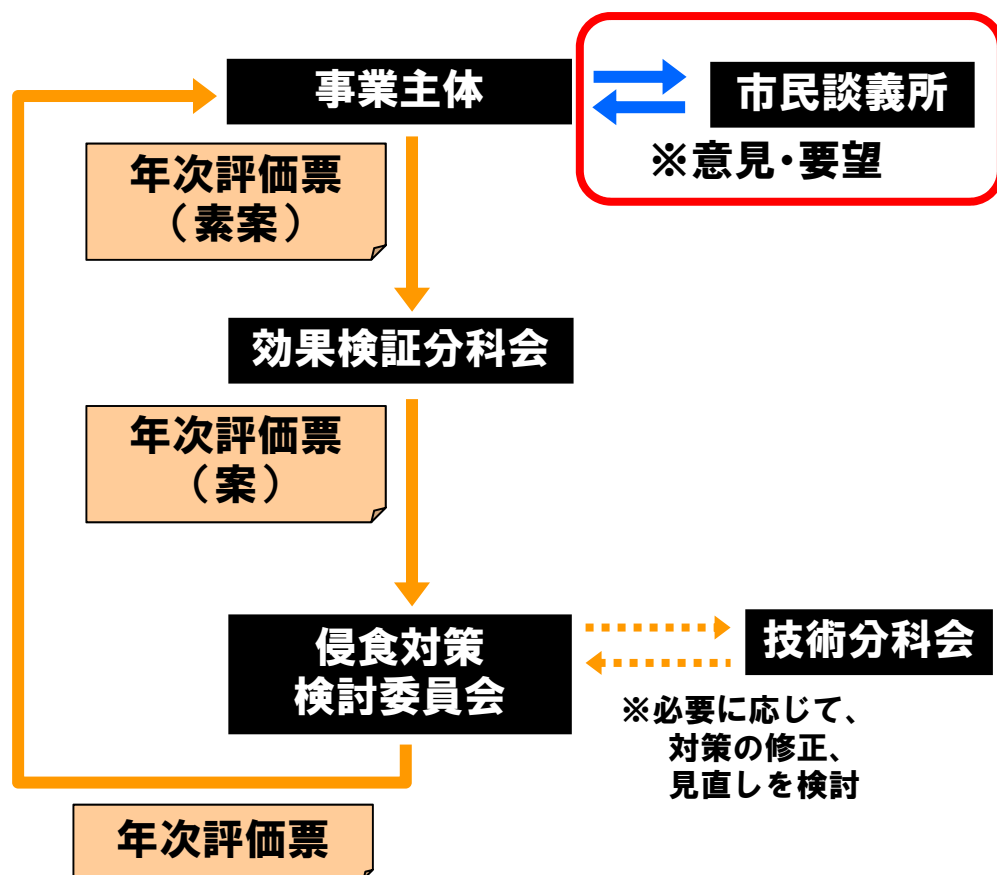 事業主体
市民談義所
※意見・要望
年次評価票
（素案）
効果検証分科会
年次評価票
（案）
侵食対策
検討委員会
技術分科会
※必要に応じて、
対策の修正、
見直しを検討
年次評価票